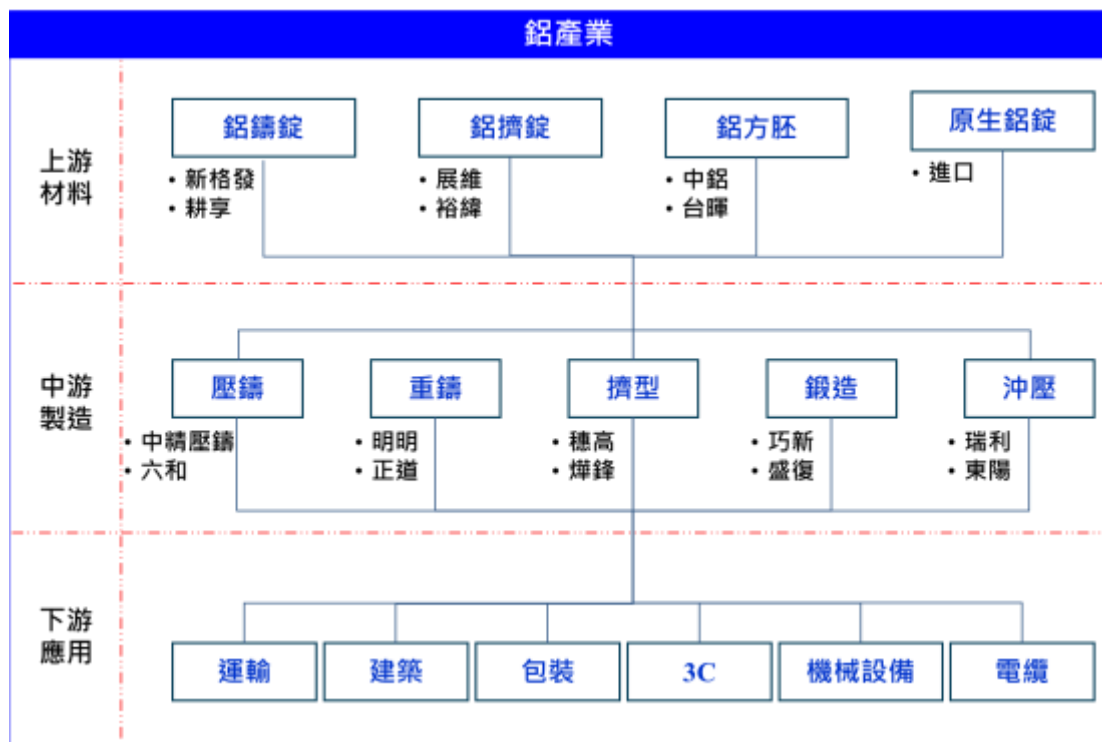 鋁產業
上游
材料
鋁鑄錠
鋁擠錠
鋁方胚
原生鋁錠
• 新格發
• 耕享
• 展維
• 裕緯
• 中鋁
• 台暉
• 進口
中游
製造
壓鑄
重鑄
擠型
鍛造
沖壓
• 中精壓鑄
• 六和
• 明明
• 正道
• 穗高
• 燁鋒
• 巧新
• 盛復
• 瑞利
• 東陽
下游
應用
運輸
建築
包裝
3C
機械設備
電纜